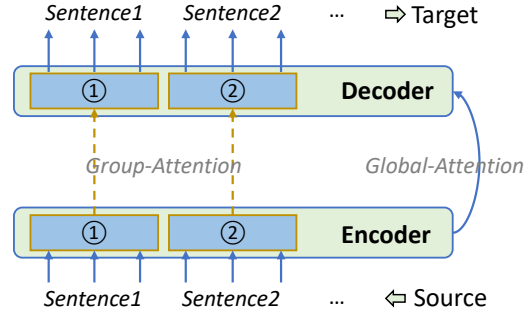 Sentence1 Sentence2 ... Target
① ② Decoder
Group-Attention Global-Attention
① ② Encoder
Sentence1 Sentence2 ... Source